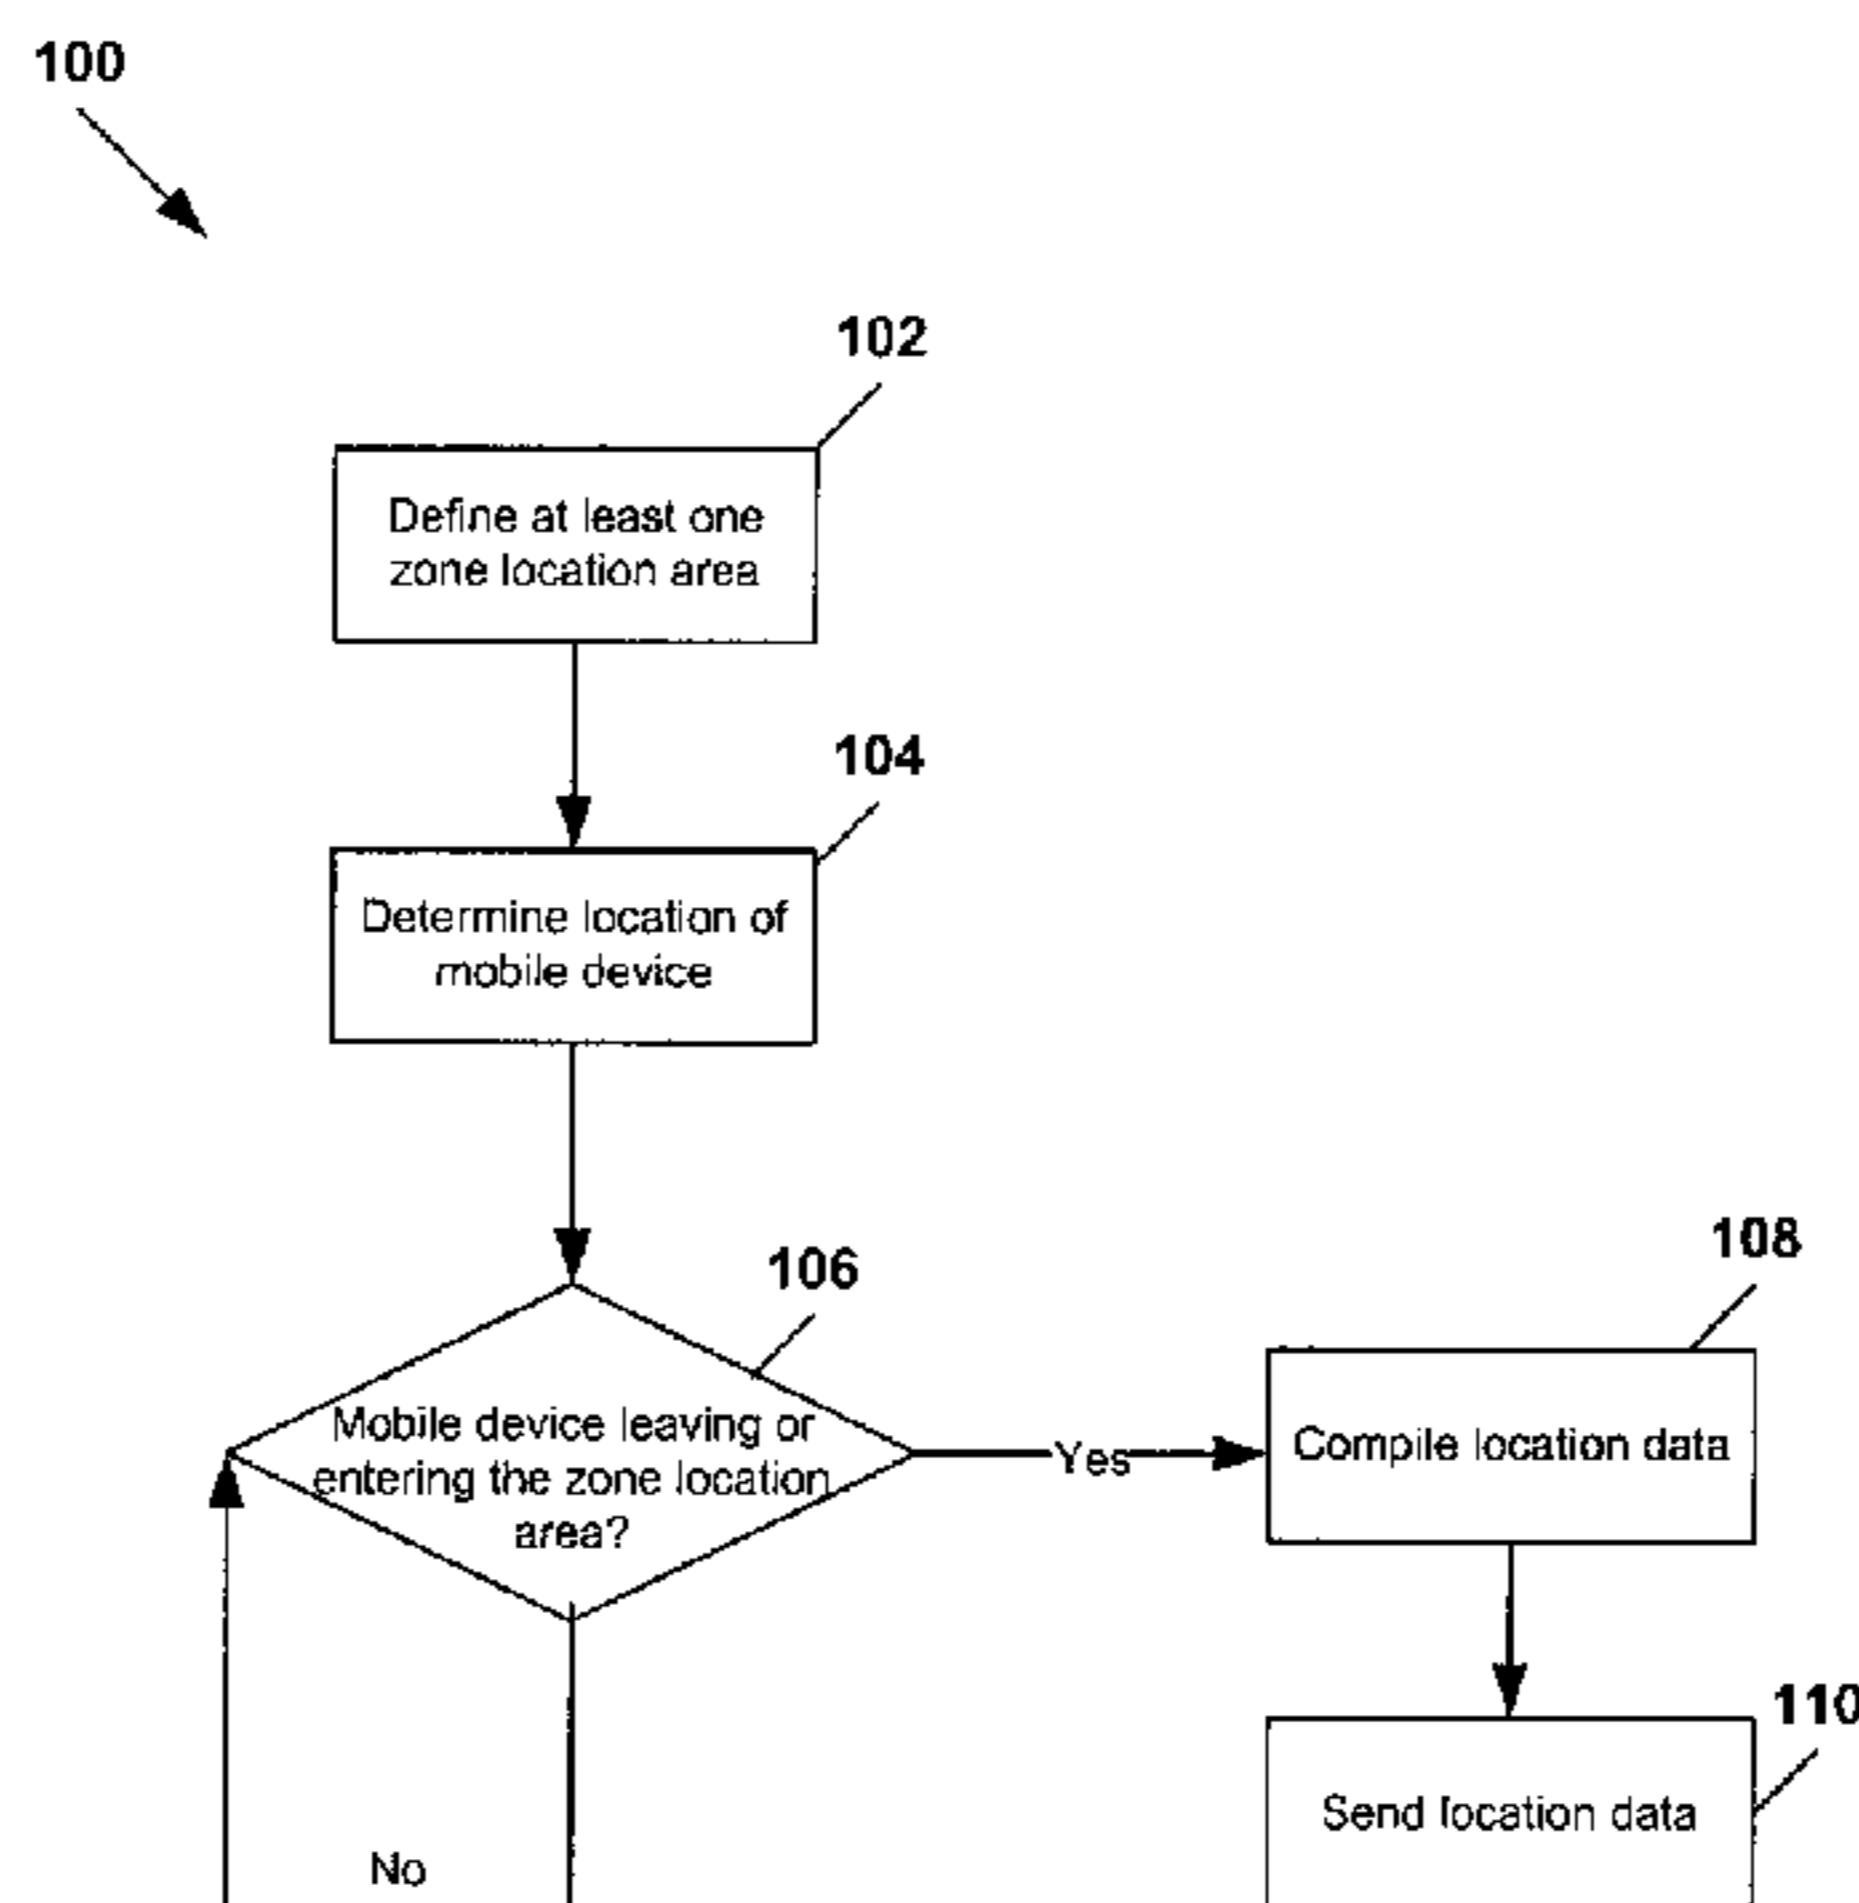 100
102
Define at least one
zone location area
104
Determine location of
mobile device
106
Mobile device leaving or
entering the zone location
area?
Yes
108
Compile location data
110
Send location data
No